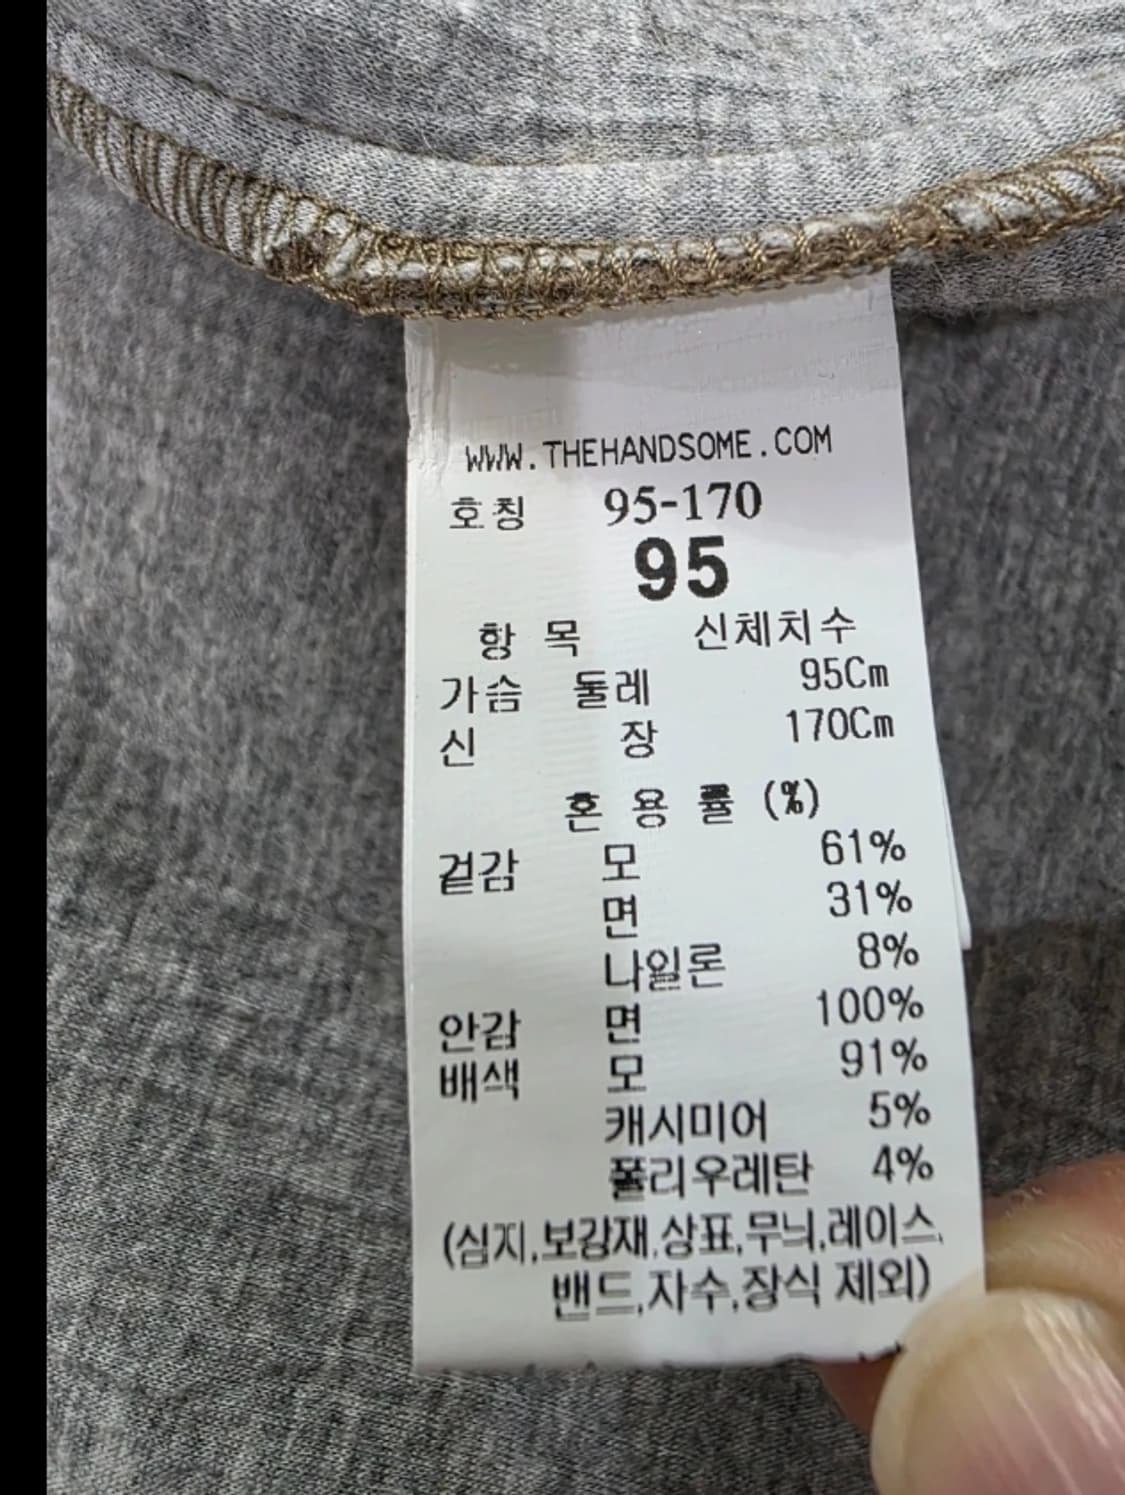 WWW.THEHANDSOME.COM
호칭 95-170
95
항 목 신체치수
가슴 둘레 95Cm
신 장 170Cm
혼 용 률 (%)
겉감 모 61%
면 31%
나일론 8%
안감 면 100%
배색 모 91%
캐시미어 5%
폴리우레탄 4%
(심지,보강재,상표,무늬,레이스,
밴드,자수,장식 제외)